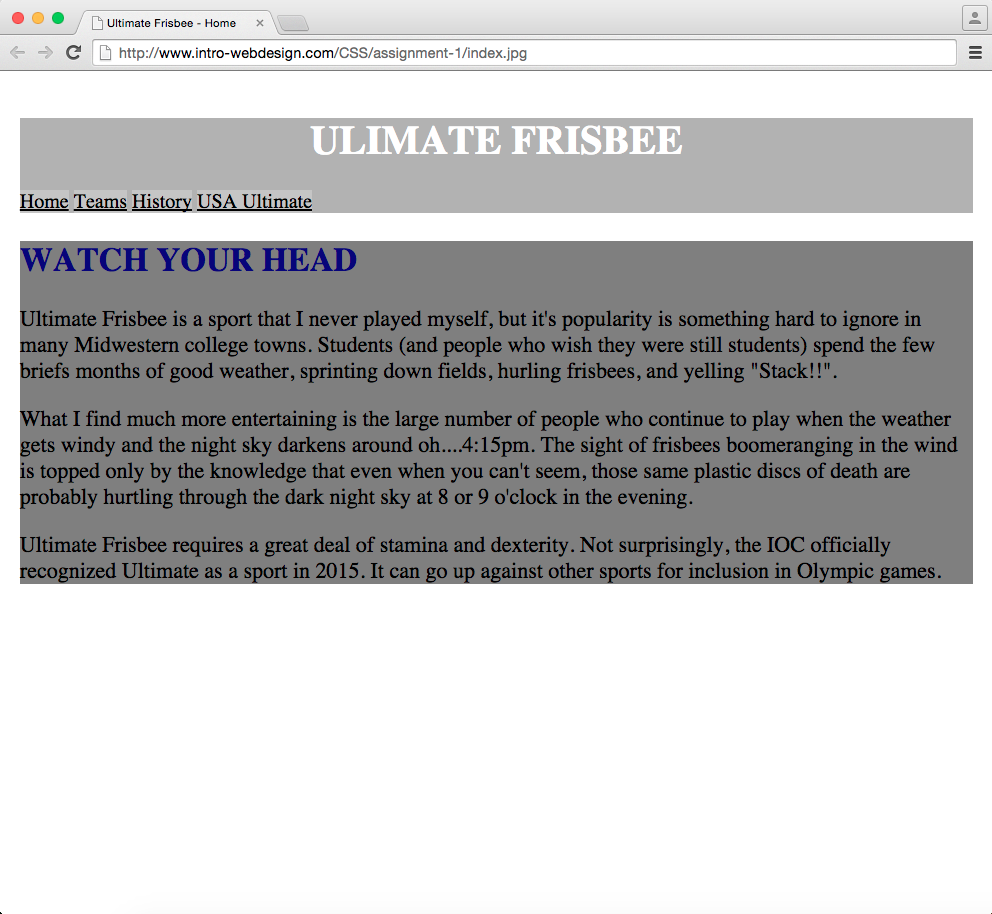 Ultimate Frisbee - Home
http://www.intro-webdesign.com/CSS/assignment-1/index.jpg
ULIMATE FRISBEE
Home Teams History USA Ultimate
WATCH YOUR HEAD
Ultimate Frisbee is a sport that I never played myself, but it's popularity is something hard to ignore in
many Midwestern college towns. Students (and people who wish they were still students) spend the few
briefs months of good weather, sprinting down fields, hurling frisbees, and yelling "Stack!!".
What I find much more entertaining is the large number of people who continue to play when the weather
gets windy and the night sky darkens around oh....4:15pm. The sight of frisbees boomeranging in the wind
is topped only by the knowledge that even when you can't seem, those same plastic discs of death are
probably hurtling through the dark night sky at 8 or 9 o'clock in the evening.
Ultimate Frisbee requires a great deal of stamina and dexterity. Not surprisingly, the IOC officially
recognized Ultimate as a sport in 2015. It can go up against other sports for inclusion in Olympic games.